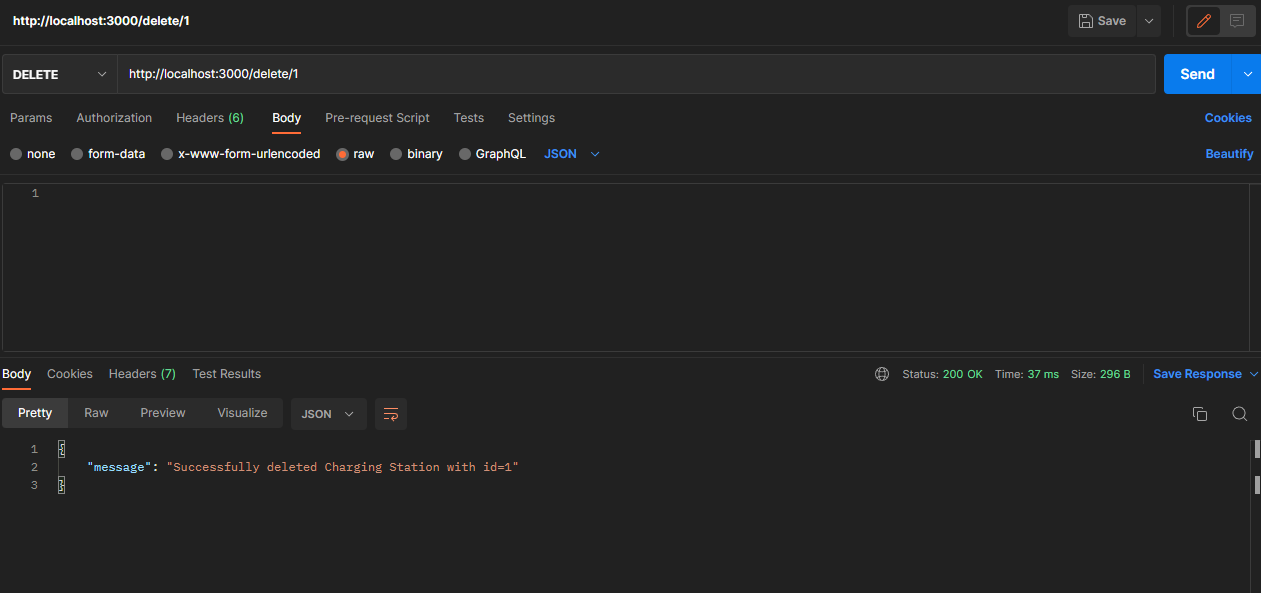 http://localhost:3000/delete/1
Save
DELETE
http://localhost:3000/delete/1
Send
Params Authorization Headers (6) Body Pre-request Script Tests Settings Cookies
none form-data x-www-form-urlencoded raw binary GraphQL JSON Beautify
1
Body Cookies Headers (7) Test Results Status: 200 OK Time: 37 ms Size: 296 B Save Response
Pretty Raw Preview Visualize JSON
1 {
2 "message": "Successfully deleted Charging Station with id=1"
3 }